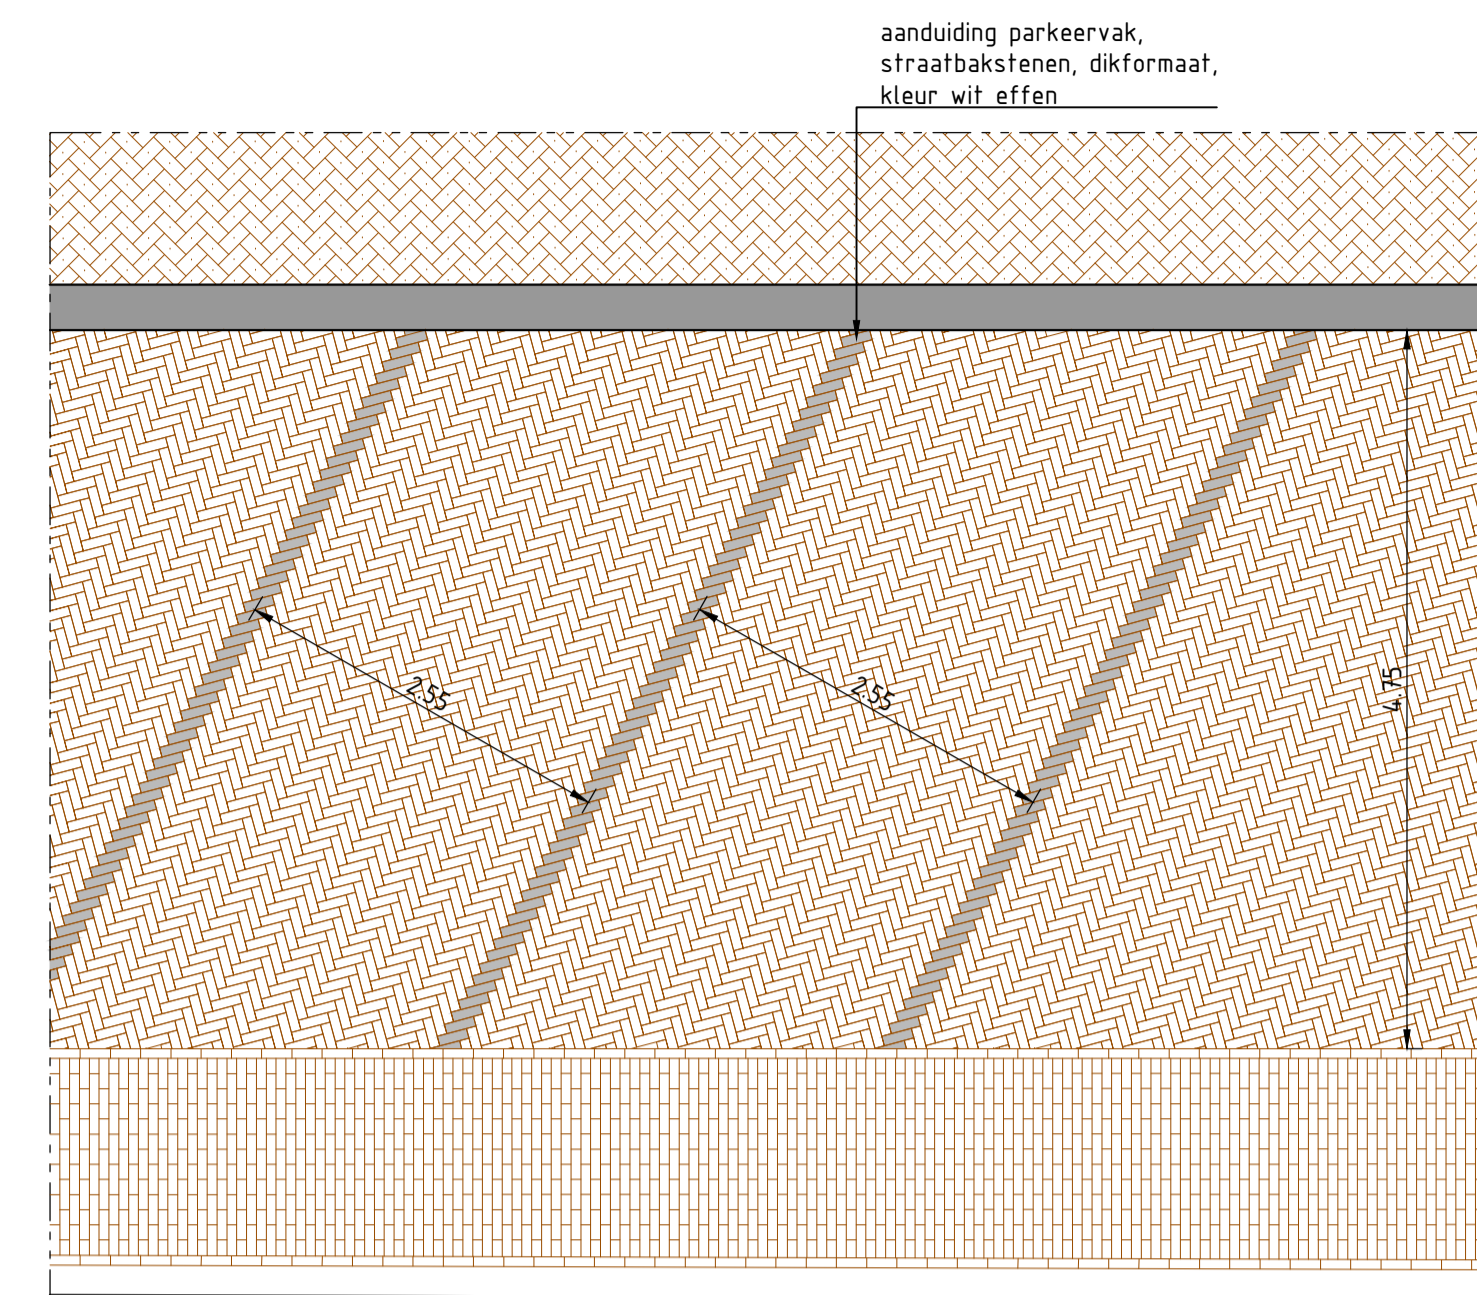 aanduiding parkeervak,
straatbakstenen, dikformaat,
kleur wit effen
2.55
2.55
4.75